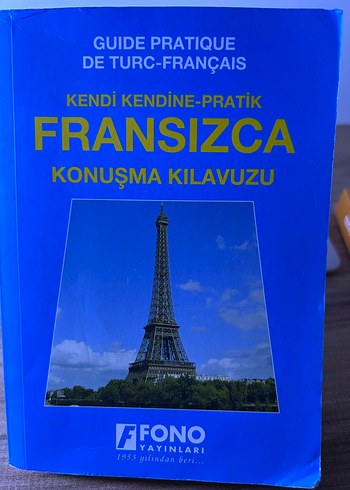 GUIDE PRATIQUE
DE TURC-FRANÇAIS
KENDİ KENDİNE-PRATİK
FRANSIZCA
KONUŞMA KILAVUZU
FONO
YAYINLARI
1953 yılından beri...